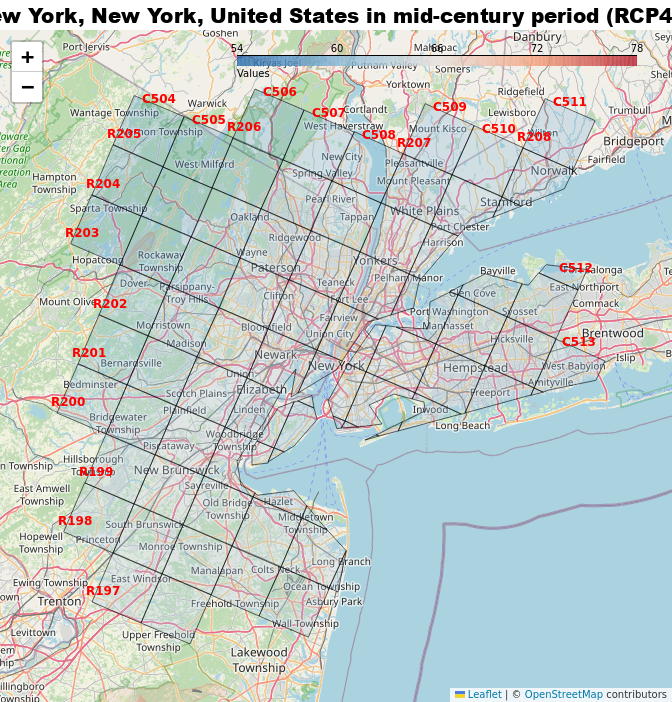 ew York, New York, United States in mid-century period (RCP4
+
−
54 60 66 72 78
Values
Port Jervis
Goshen
Danbury
Mahopac
Kiryas Joel
Putnam Valley
Somers
Yorktown
Ridgefield
Wantage Township
C504
Warwick
C506
C505
C507
Cortlandt
West Haverstraw
C509
Lewisboro
C511
Trumbull
Mount Kisco
C510
R208
Wilton
R205
Vernon Township
R206
C508
R207
Bridgeport
Fairfield
New City
Pleasantville
West Milford
Spring Valley
Mount Pleasant
Norwalk
Hampton
Township
R204
Pearl River
Stamford
Sparta Township
Oakland
Tappan
White Plains
Port Chester
R203
Ridgewood
Harrison
Hopatcong
Rockaway
Township
Wayne
Paterson
Yonkers
Bayville
C512
Teaneck
Pelham Manor
East Northport
Dover
Parsippany-
Troy Hills
Glen Cove
Mount Olive
R202
Clifton
Fort Lee
Commack
Port Washington
Syosset
Fairview
Manhasset
Morristown
Bloomfield
Union City
Brentwood
Madison
Hicksville
C513
R201
Newark
Islip
Bernardsville
New York
Hempstead
West Babylon
Union
Bedminster
Elizabeth
Amityville
Scotch Plains
Freeport
R200
Plainfield
Linden
Inwood
Bridgewater
Township
Long Beach
Woodbridge
Township
Piscataway
Hillsborough
Township
R199
New Brunswick
East Amwell
Township
Sayreville
Old Bridge
Township
Hazlet
R198
Middletown
Township
South Brunswick
Hopewell
Township
Princeton
Monroe Township
Long Branch
Manalapan
Colts Neck
East Windsor
Ewing Township
Ocean Township
R197
Trenton
Freehold Township
Asbury Park
Wall Township
Levittown
Upper Freehold
Township
Lakewood
Township
Leaflet | © OpenStreetMap contributors